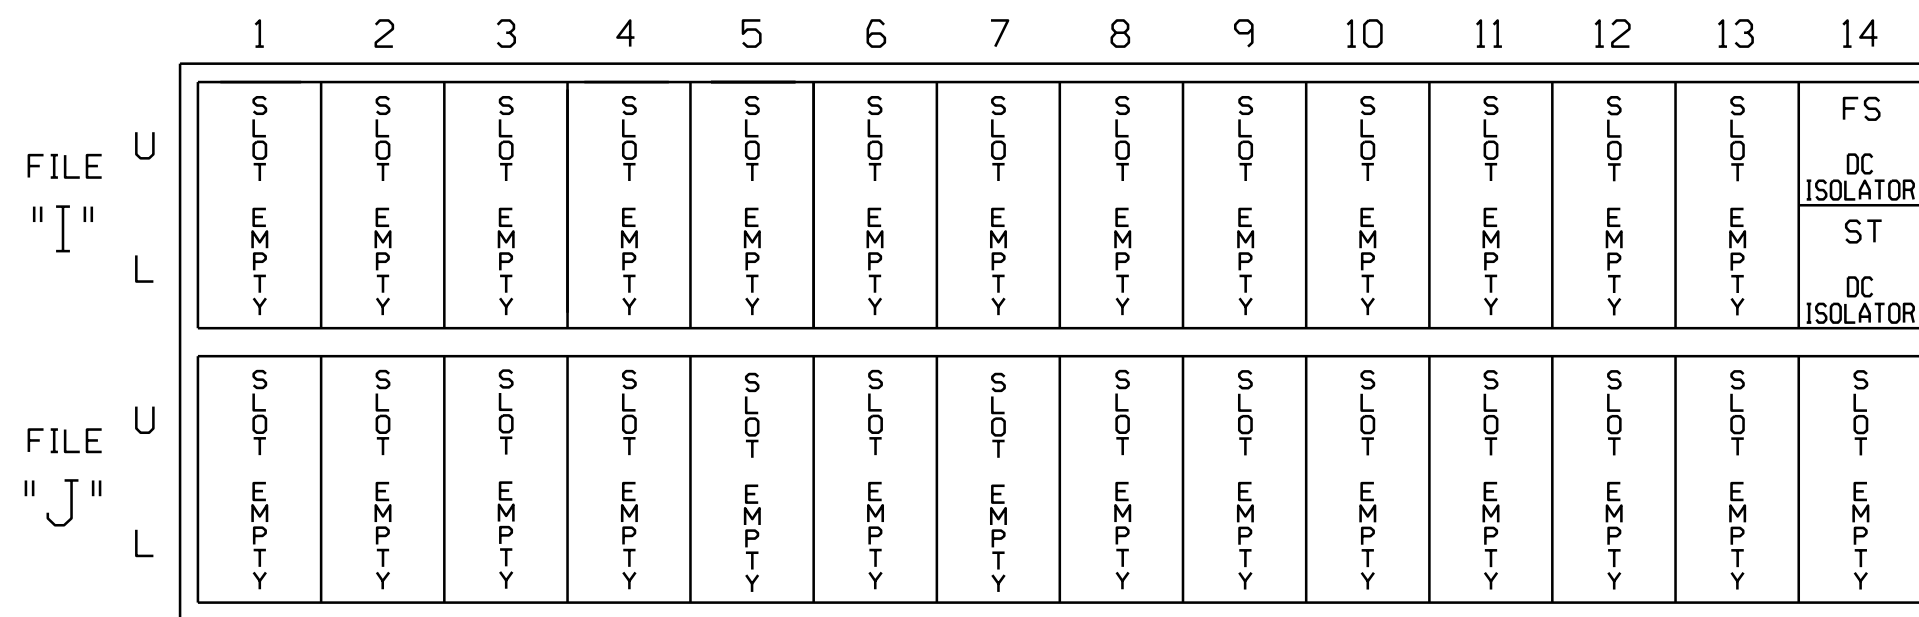 1 2 3 4 5 6 7 8 9 10 11 12 13 14
FILE "I"
U
L
SLOT EMPTY SLOT EMPTY SLOT EMPTY SLOT EMPTY SLOT EMPTY SLOT EMPTY SLOT EMPTY SLOT EMPTY SLOT EMPTY SLOT EMPTY SLOT EMPTY SLOT EMPTY SLOT EMPTY
FS
DC
ISOLATOR
ST
DC
ISOLATOR
FILE "J"
U
L
SLOT EMPTY SLOT EMPTY SLOT EMPTY SLOT EMPTY SLOT EMPTY SLOT EMPTY SLOT EMPTY SLOT EMPTY SLOT EMPTY SLOT EMPTY SLOT EMPTY SLOT EMPTY SLOT EMPTY SLOT EMPTY